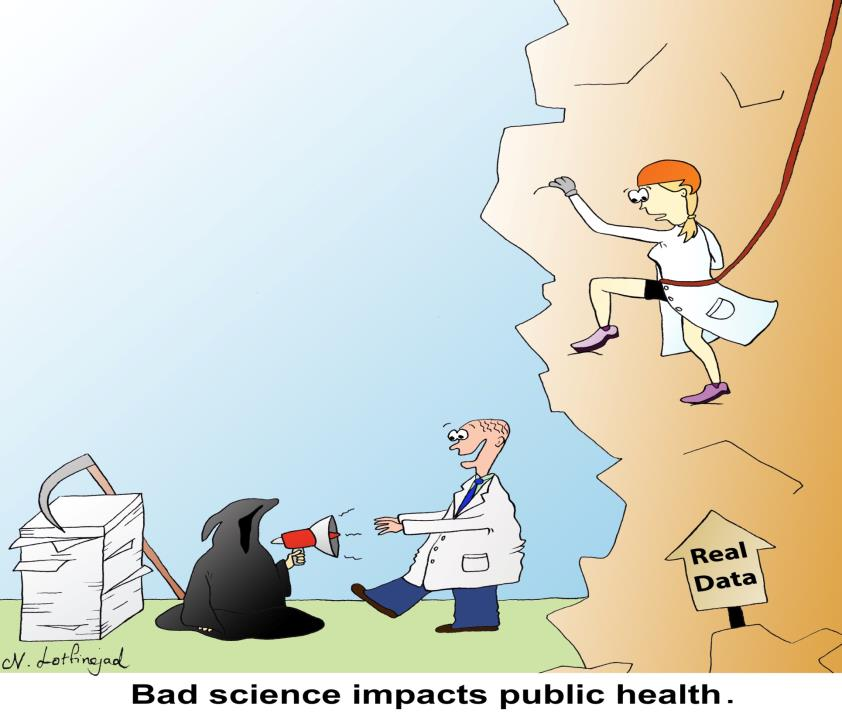 Real
Data
N. Lotfinejad
Bad science impacts public health.